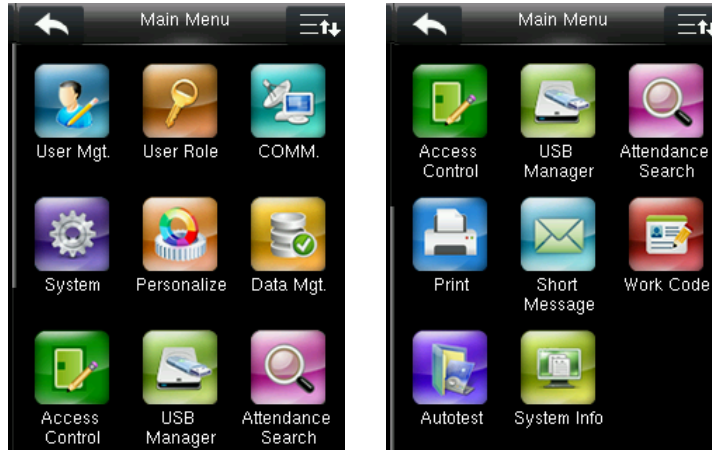 Main Menu
User Mgt.
User Role
COMM.
System
Personalize
Data Mgt.
Access
Control
USB
Manager
Attendance
Search
Main Menu
Access
Control
USB
Manager
Attendance
Search
Print
Short
Message
Work Code
Autotest
System Info